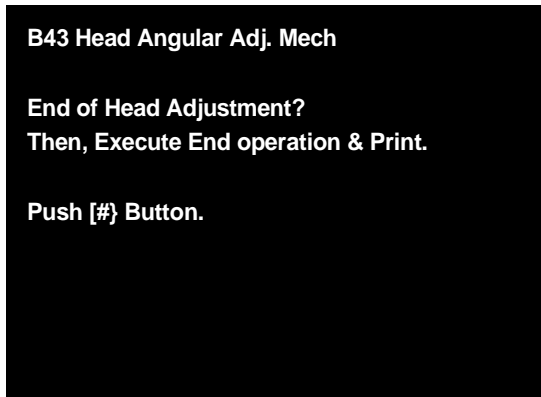 B43 Head Angular Adj. Mech
End of Head Adjustment?
Then, Execute End operation & Print.
Push [#} Button.